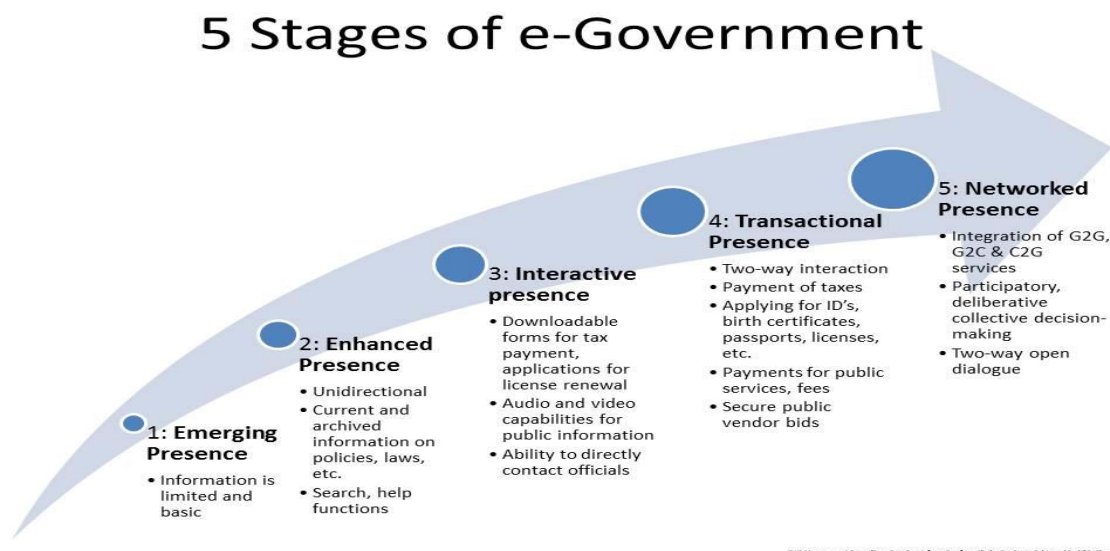 5 Stages of e-Government
1: Emerging
Presence
• Information is
limited and
basic
2: Enhanced
Presence
• Unidirectional
• Current and
archived
information on
policies, laws,
etc.
• Search, help
functions
3: Interactive
presence
• Downloadable
forms for tax
payment,
applications for
license renewal
• Audio and video
capabilities for
public information
• Ability to directly
contact officials
4: Transactional
Presence
• Two-way interaction
• Payment of taxes
• Applying for ID's,
birth certificates,
passports, licenses,
etc.
• Payments for public
services, fees
• Secure public
vendor bids
5: Networked
Presence
• Integration of G2G,
G2C & C2G
services
• Participatory,
deliberative
collective decision-
making
• Two-way open
dialogue